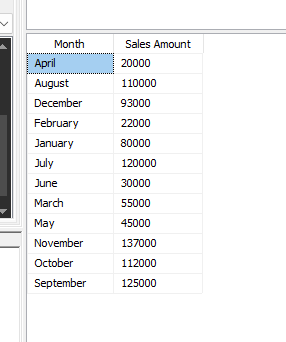 Month Sales Amount
April 20000
August 110000
December 93000
February 22000
January 80000
July 120000
June 30000
March 55000
May 45000
November 137000
October 112000
September 125000